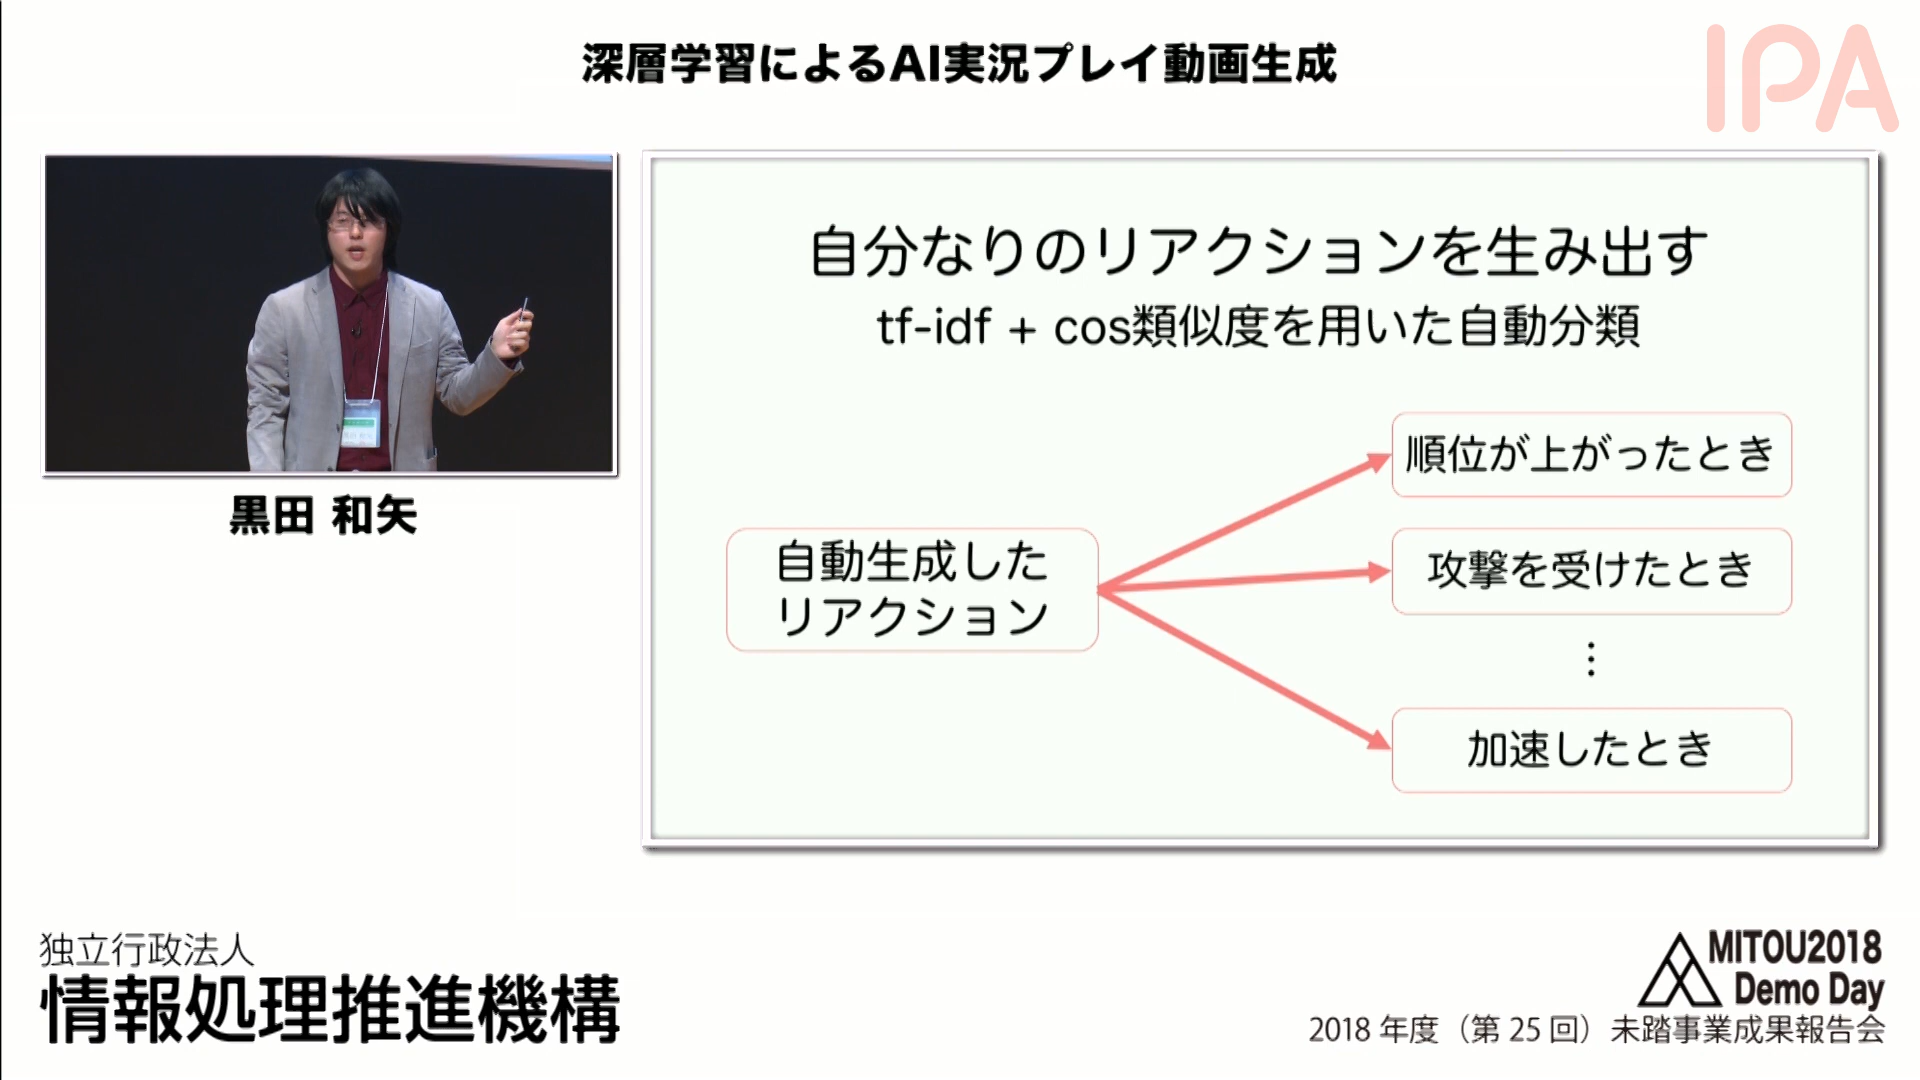 深層学習によるAI実況プレイ動画生成
IPA
黒田 和矢
自分なりのリアクションを生み出す
tf-idf + cos類似度を用いた自動分類
自動生成した
リアクション
順位が上がったとき
攻撃を受けたとき
⋮
加速したとき
独立行政法人
情報処理推進機構
MITOU2018
Demo Day
2018 年度（第 25 回）未踏事業成果報告会